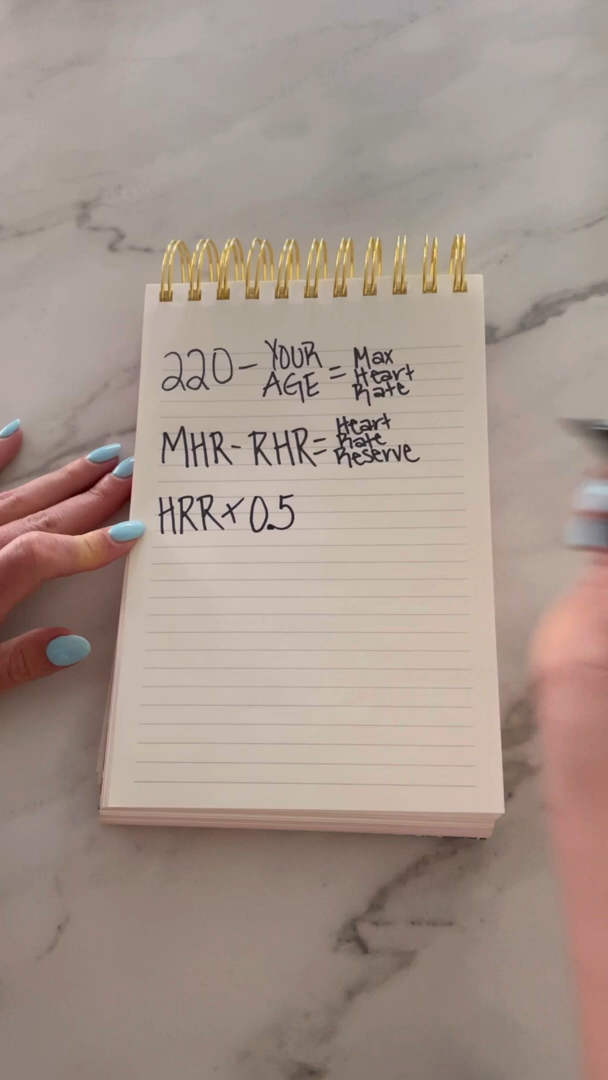 220 - YOUR AGE = Max Heart Rate
MHR - RHR = Heart Rate Reserve
HRR x 0.5